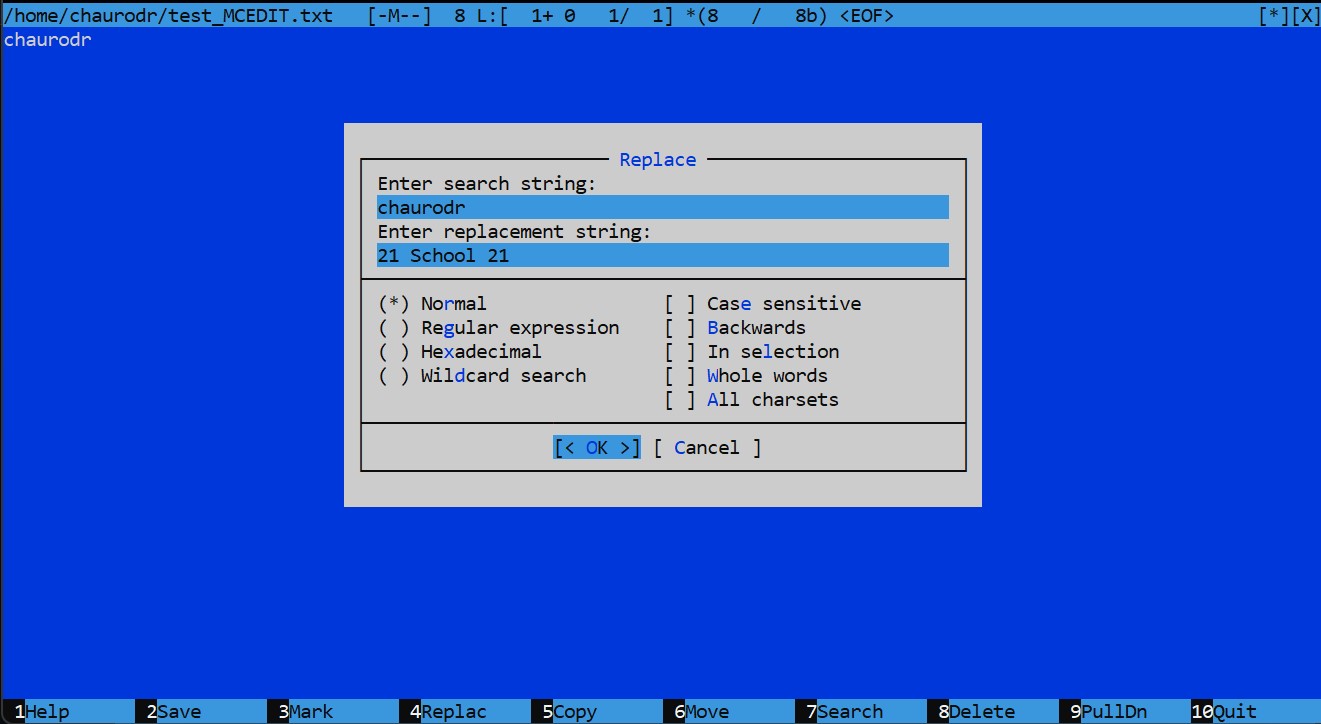 /home/chaurodr/test_MCEDIT.txt   [-M--]  8 L:[  1+ 0   1/  1] *(8   /   8b) <EOF>                                 [*][X]
chaurodr
Replace
Enter search string:
chaurodr
Enter replacement string:
21 School 21
(*) Normal                [ ] Case sensitive
( ) Regular expression    [ ] Backwards
( ) Hexadecimal           [ ] In selection
( ) Wildcard search       [ ] Whole words
[ ] All charsets
[< OK >] [ Cancel ]
1Help 2Save 3Mark 4Replac 5Copy 6Move 7Search 8Delete 9PullDn 10Quit